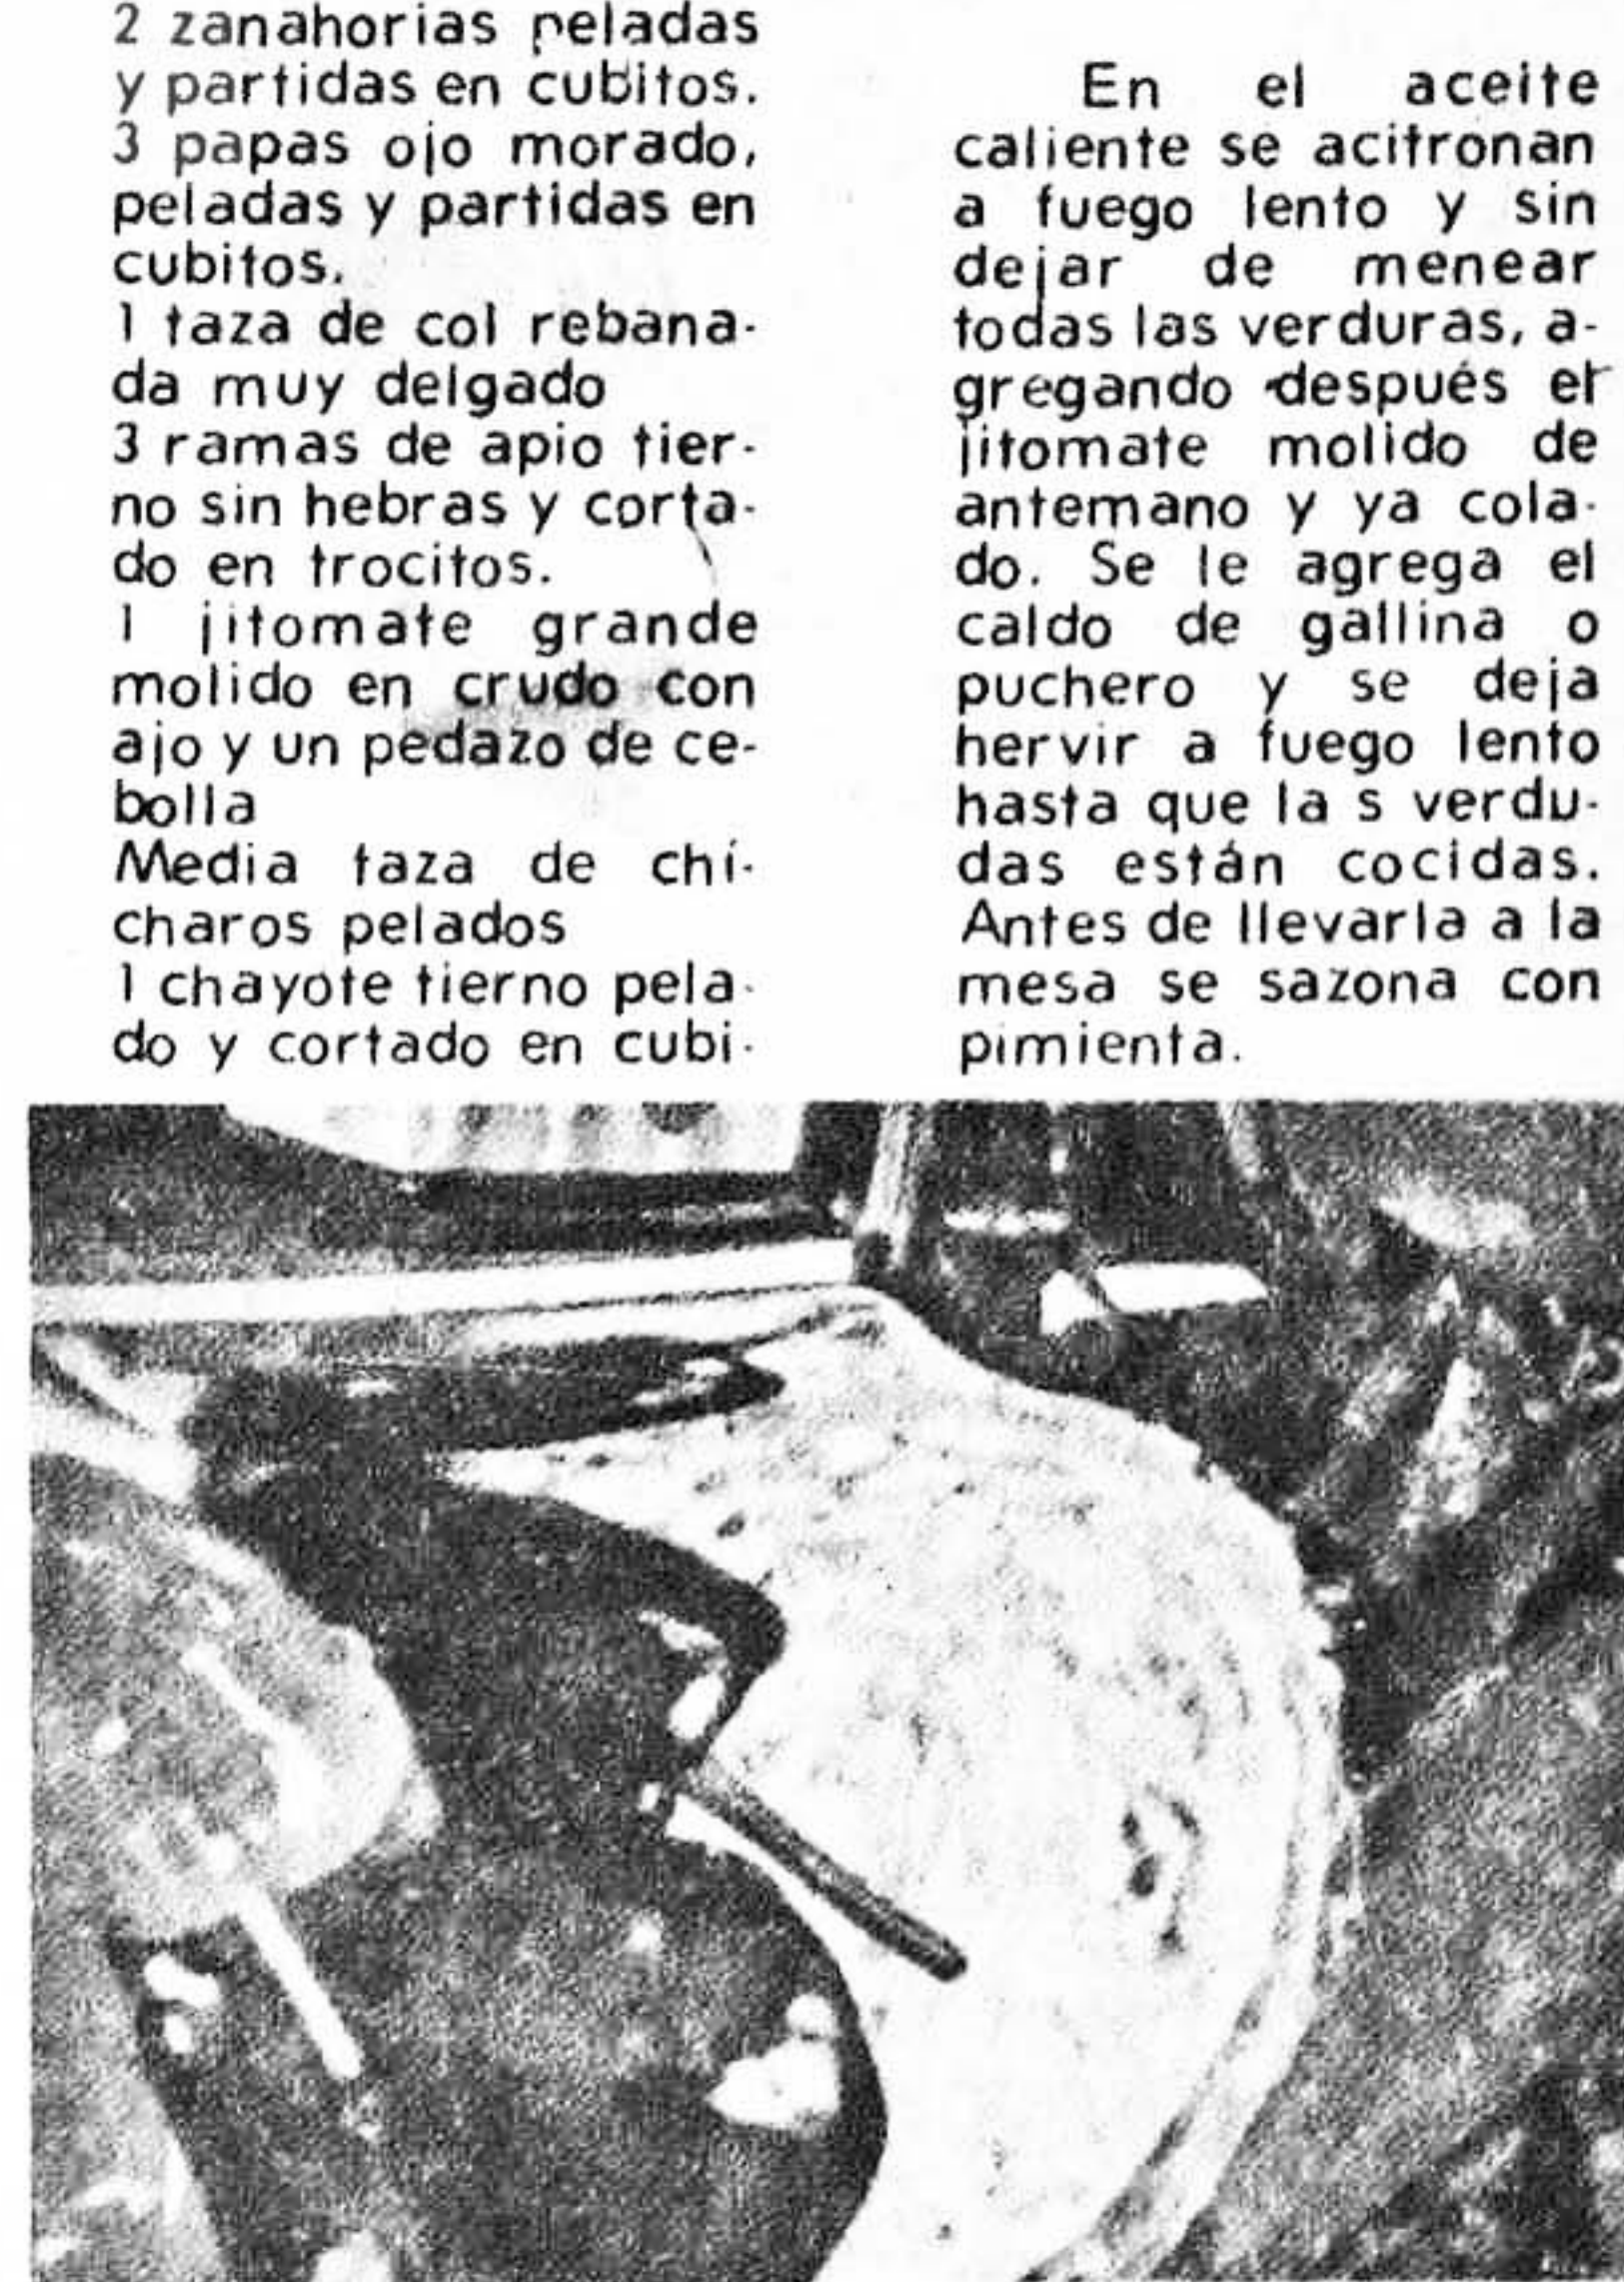 2 zanahorias peladas
y partidas en cubitos.
3 papas ojo morado,
peladas y partidas en
cubitos.
1 taza de col rebana-
da muy delgado
3 ramas de apio tier-
no sin hebras y corta-
do en trocitos.
1 jitomate grande
molido en crudo con
ajo y un pedazo de ce-
bolla
Media taza de chí-
charos pelados
1 chayote tierno pela-
do y cortado en cubi-
En el aceite
caliente se acitronan
a fuego lento y sin
dejar de menear
todas las verduras, a-
gregando después el
jitomate molido de
antemano y ya cola-
do. Se le agrega el
caldo de gallina o
puchero y se deja
hervir a fuego lento
hasta que la s verdu-
das están cocidas.
Antes de llevarla a la
mesa se sazona con
pimienta.